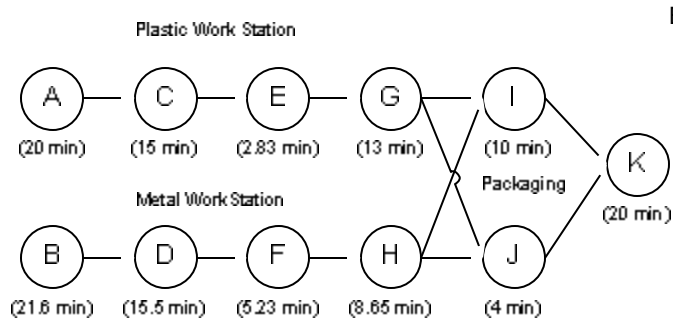 Plastic Work Station
A C E G I
(20 min) (15 min) (2.83 min) (13 min) (10 min)
K
Packaging
Metal Work Station
(20 min)
B D F H J
(21.6 min) (15.5 min) (5.23 min) (8.65 min) (4 min)